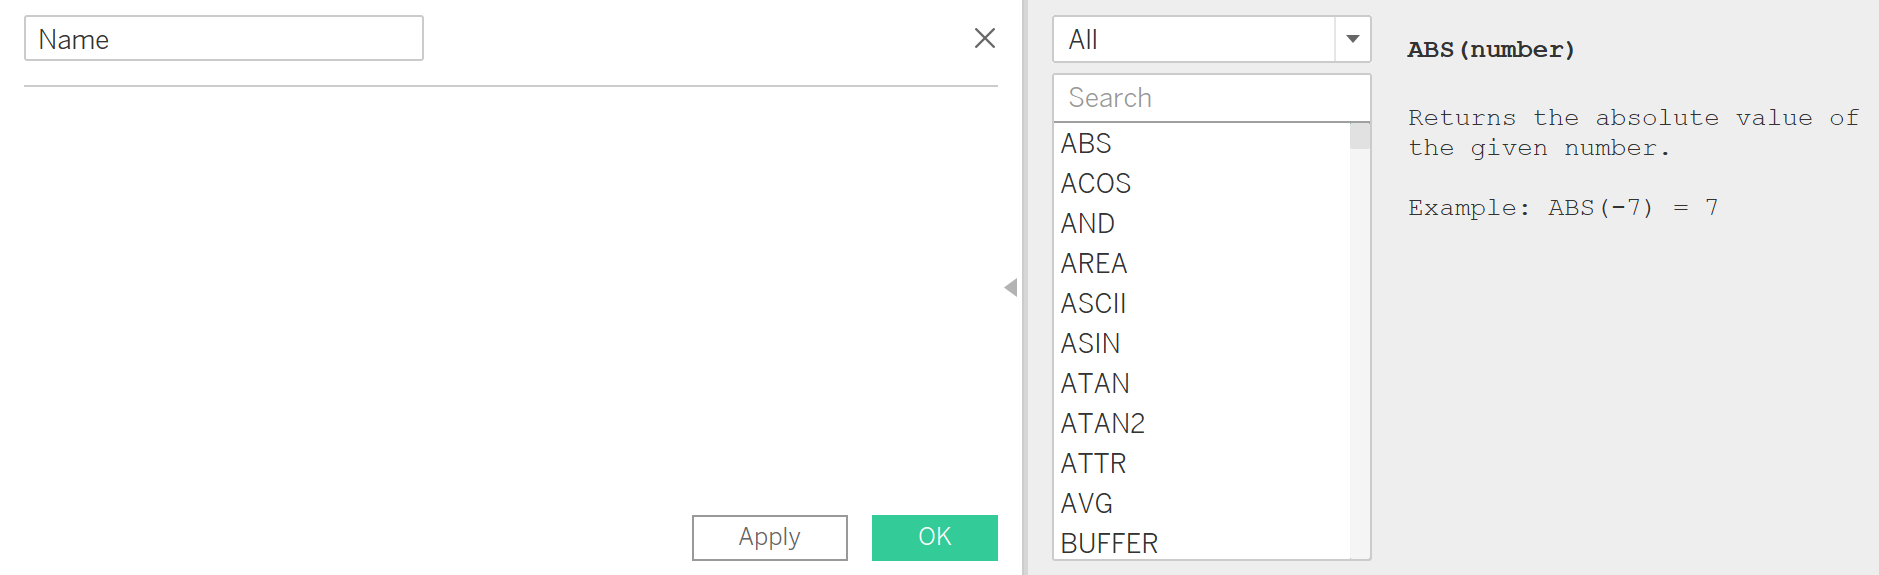 Name
Apply
OK
All
Search
ABS
ACOS
AND
AREA
ASCII
ASIN
ATAN
ATAN2
ATTR
AVG
BUFFER
ABS(number)
Returns the absolute value of
the given number.
Example: ABS(-7) = 7